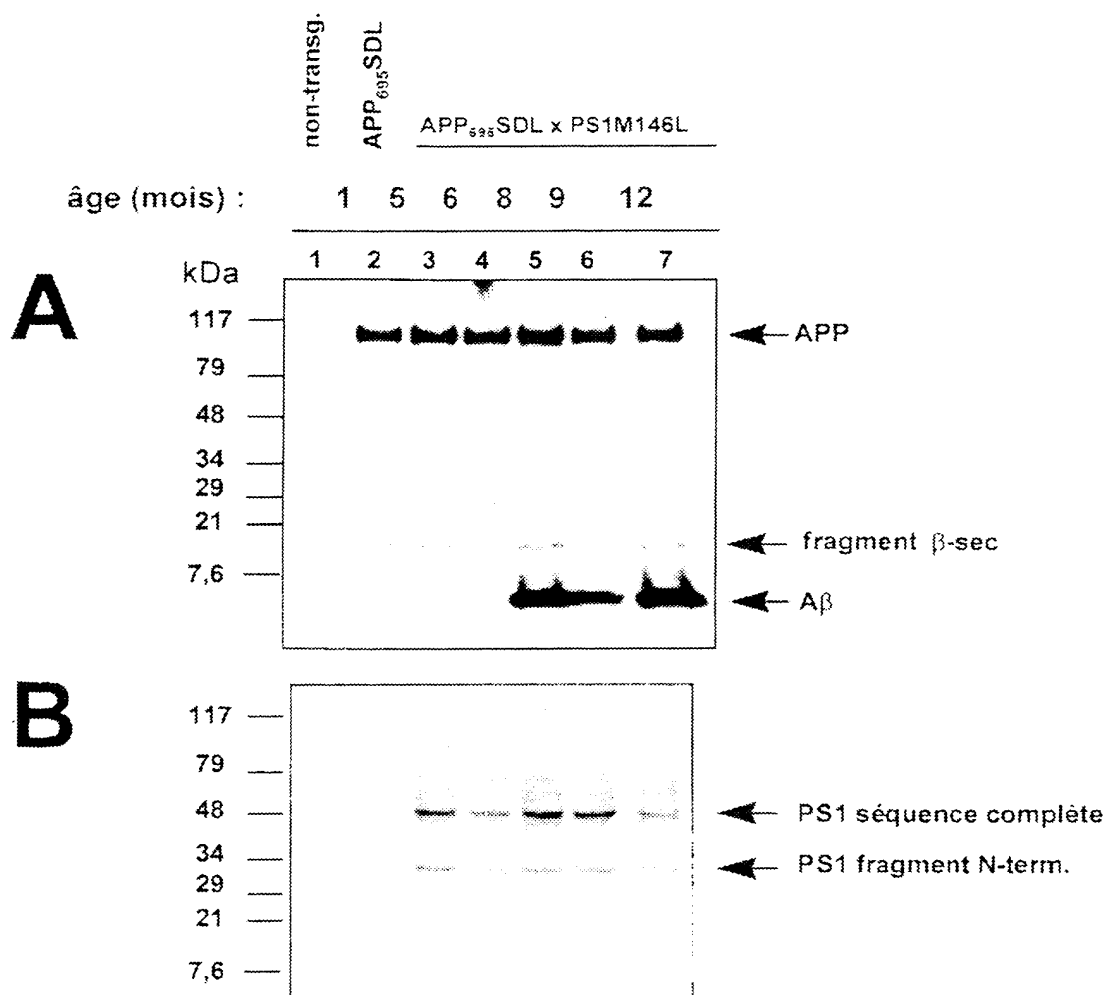 non-transg.
APP695SDL
APP695SDL x PS1M146L
âge (mois) : 1 5 6 8 9 12
1 2 3 4 5 6 7
A
kDa
117
79
48
34
29
21
7,6
APP
fragment β-sec
Aβ
B
117
79
48
34
29
21
7,6
PS1 séquence complète
PS1 fragment N-term.